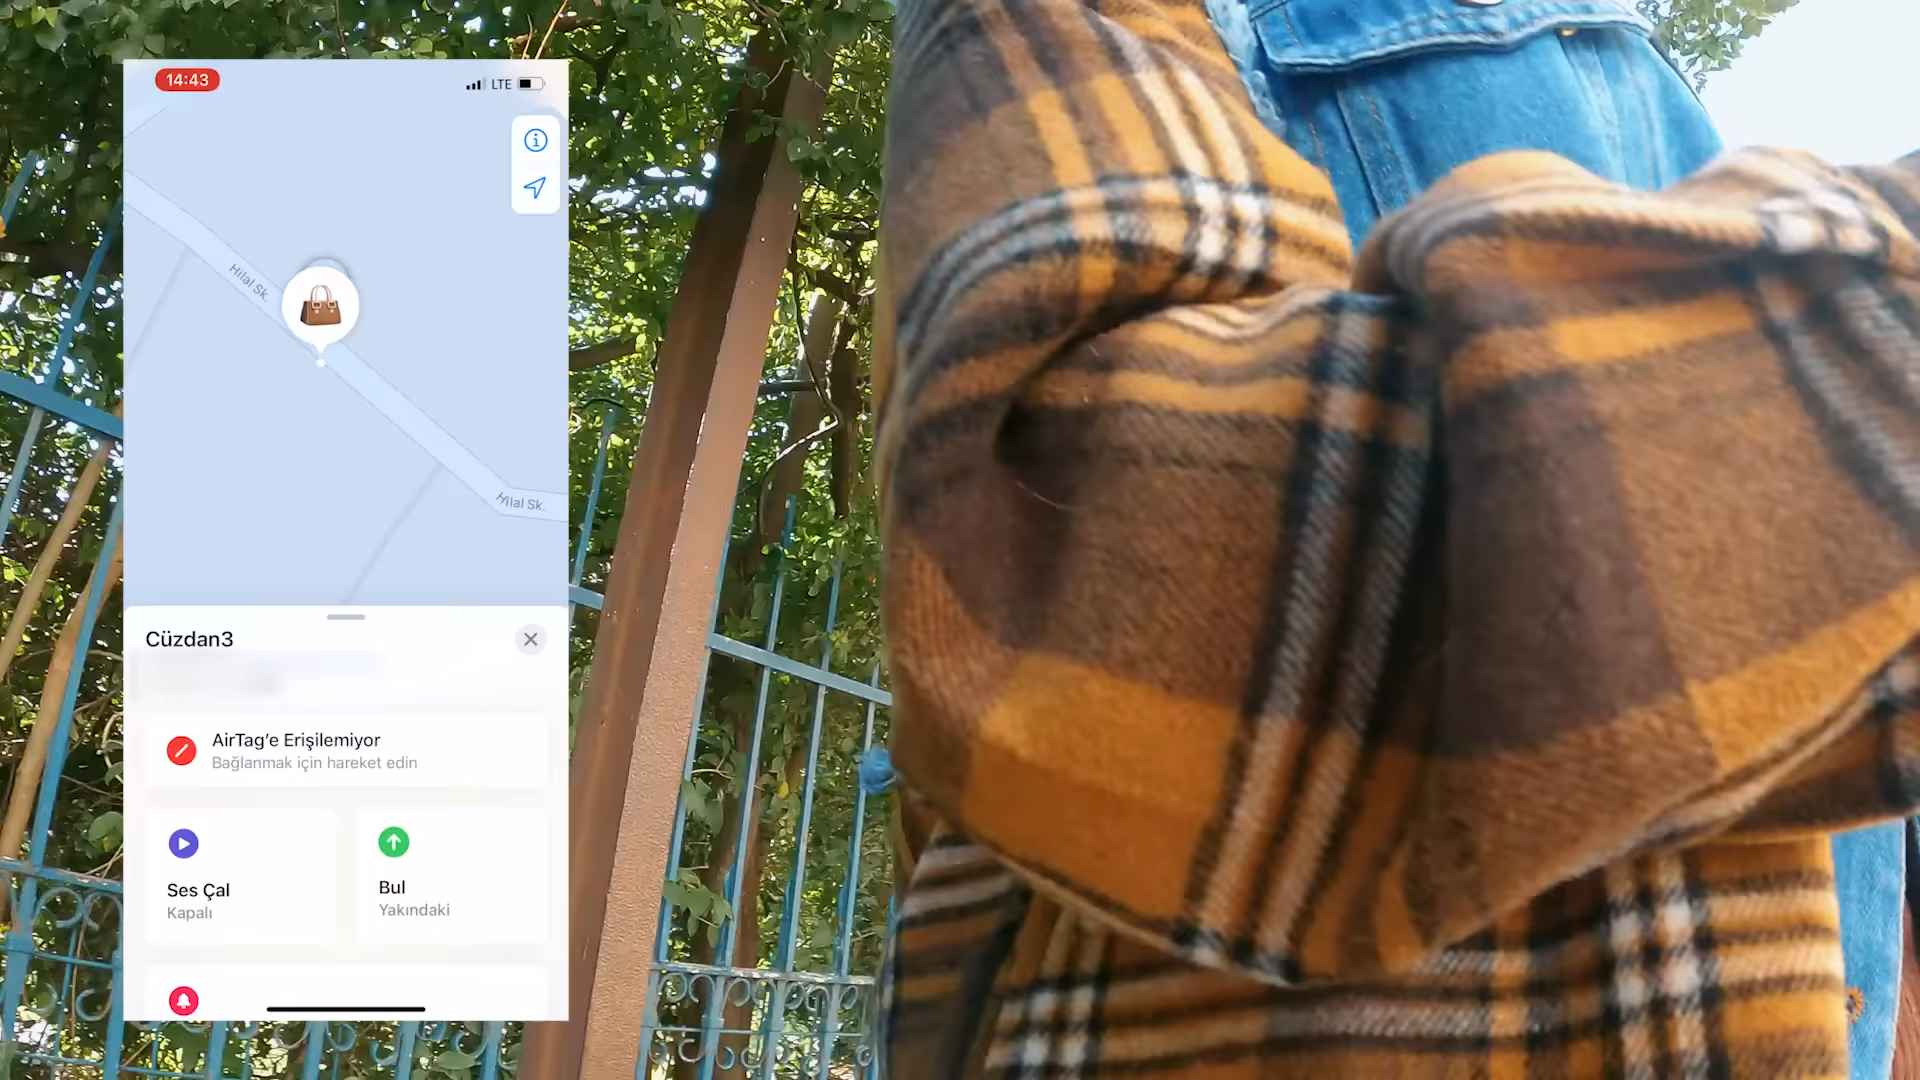 14:43
LTE
Hilal Sk.
Hilal Sk.
Cüzdan3
AirTag'e Erişilemiyor
Bağlanmak için hareket edin
Ses Çal
Kapalı
Bul
Yakındaki